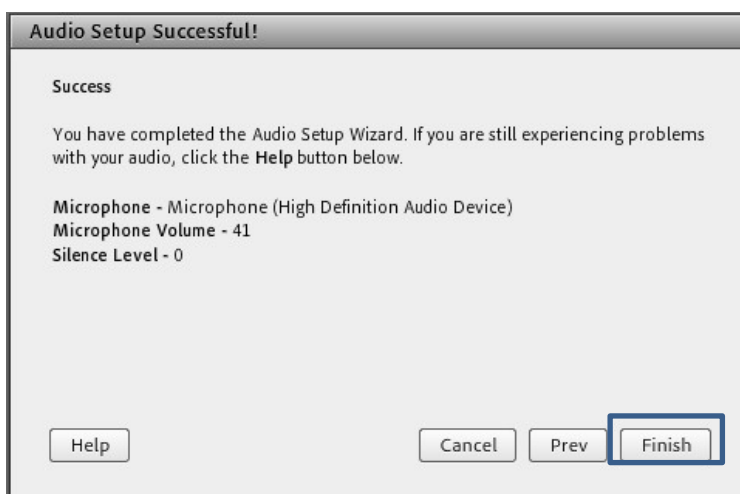 Audio Setup Successful!
Success
You have completed the Audio Setup Wizard. If you are still experiencing problems
with your audio, click the Help button below.
Microphone - Microphone (High Definition Audio Device)
Microphone Volume - 41
Silence Level - 0
Help Cancel Prev Finish